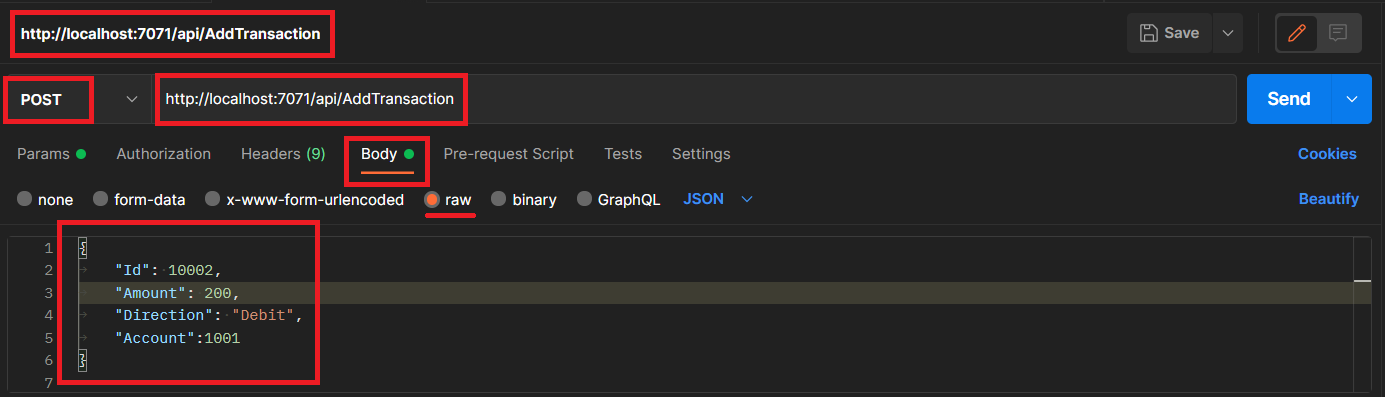 http://localhost:7071/api/AddTransaction Save
POST http://localhost:7071/api/AddTransaction Send
Params Authorization Headers (9) Body Pre-request Script Tests Settings Cookies
none form-data x-www-form-urlencoded raw binary GraphQL JSON Beautify
1 {
2 "Id": 10002,
3 "Amount": 200,
4 "Direction": "Debit",
5 "Account":1001
6 }
7